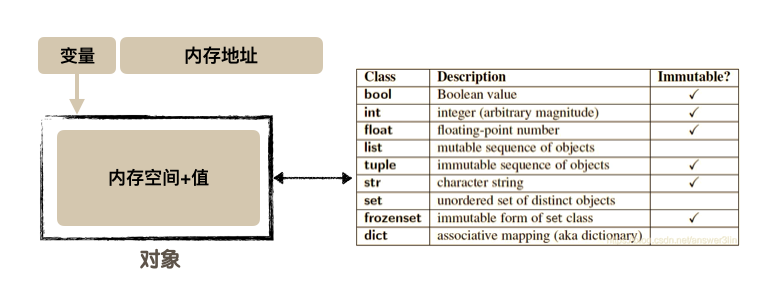 变量
内存地址
内存空间+值
对象
Class Description Immutable?
bool Boolean value ✓
int integer (arbitrary magnitude) ✓
float floating-point number ✓
list mutable sequence of objects
tuple immutable sequence of objects ✓
str character string ✓
set unordered set of distinct objects
frozenset immutable form of set class ✓
dict associative mapping (aka dictionary)